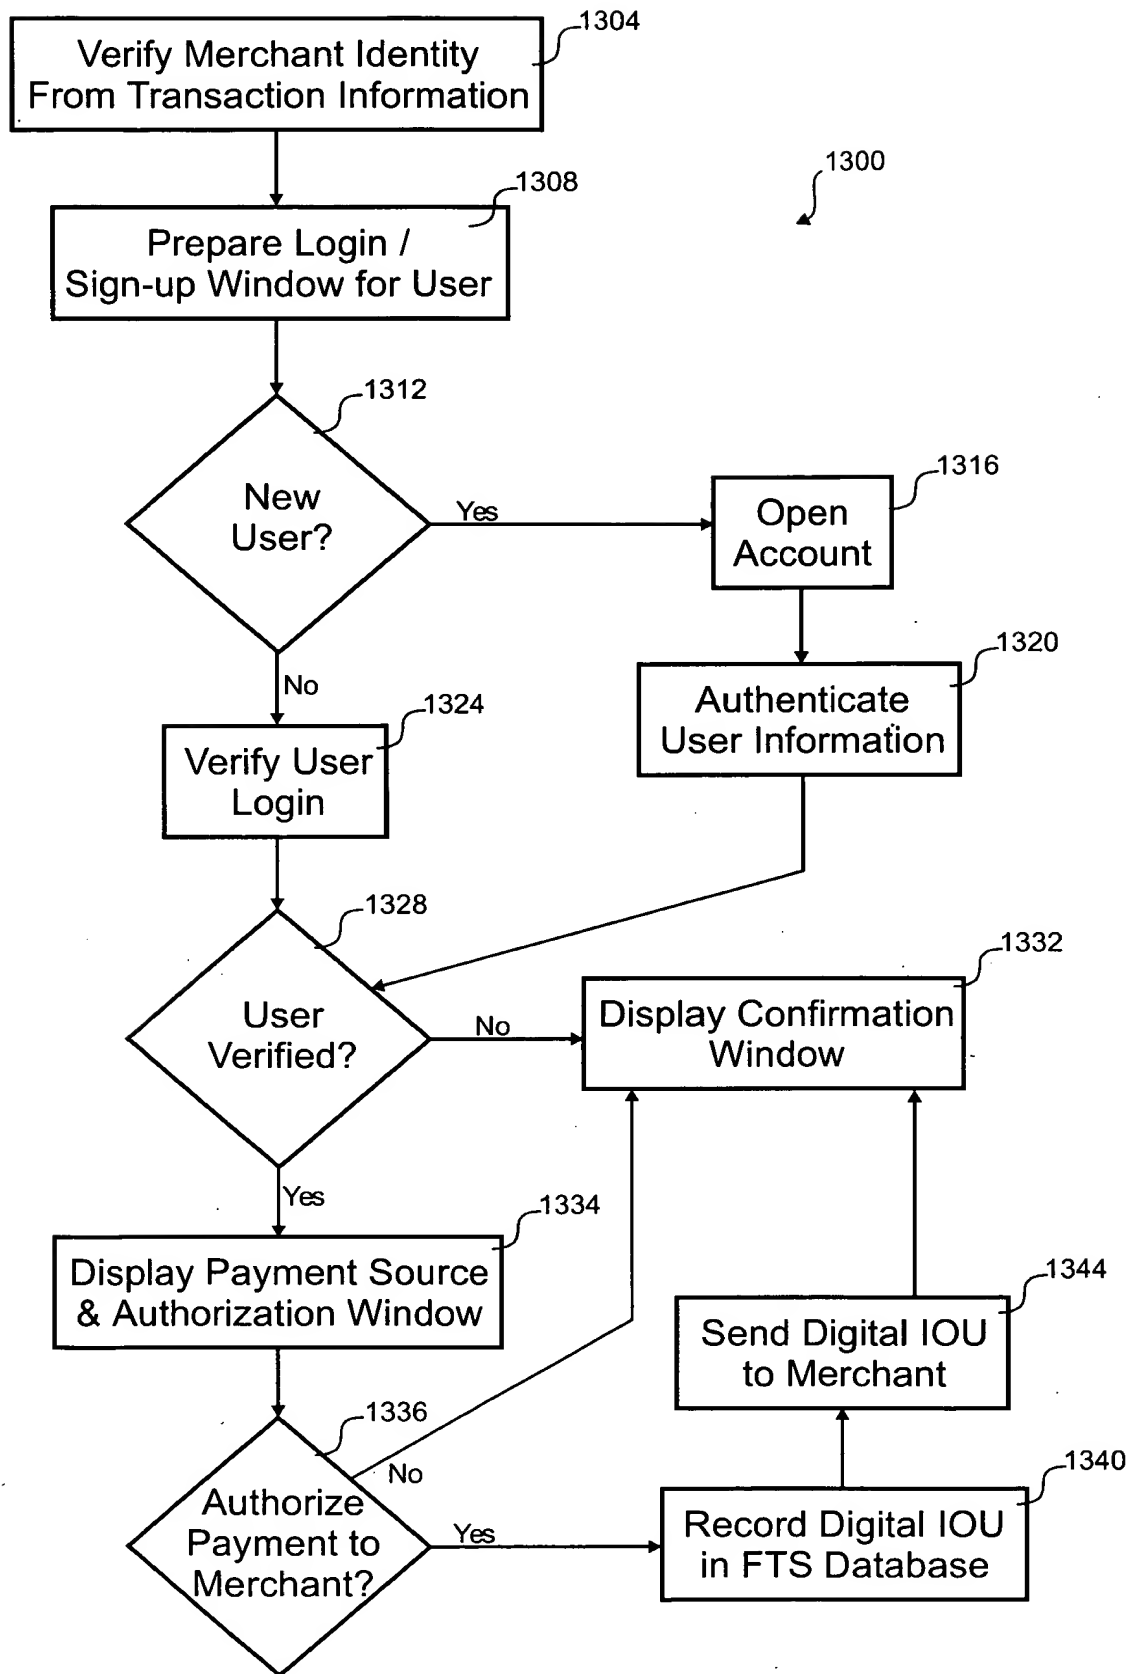 1304
Verify Merchant Identity
From Transaction Information
1300
1308
Prepare Login /
Sign-up Window for User
1312
New
User?
Yes
1316
Open
Account
No
1320
Authenticate
User Information
1324
Verify User
Login
1328
User
Verified?
No
1332
Display Confirmation
Window
Yes
1334
Display Payment Source
& Authorization Window
1344
Send Digital IOU
to Merchant
1336
Authorize
Payment to
Merchant?
No
Yes
1340
Record Digital IOU
in FTS Database